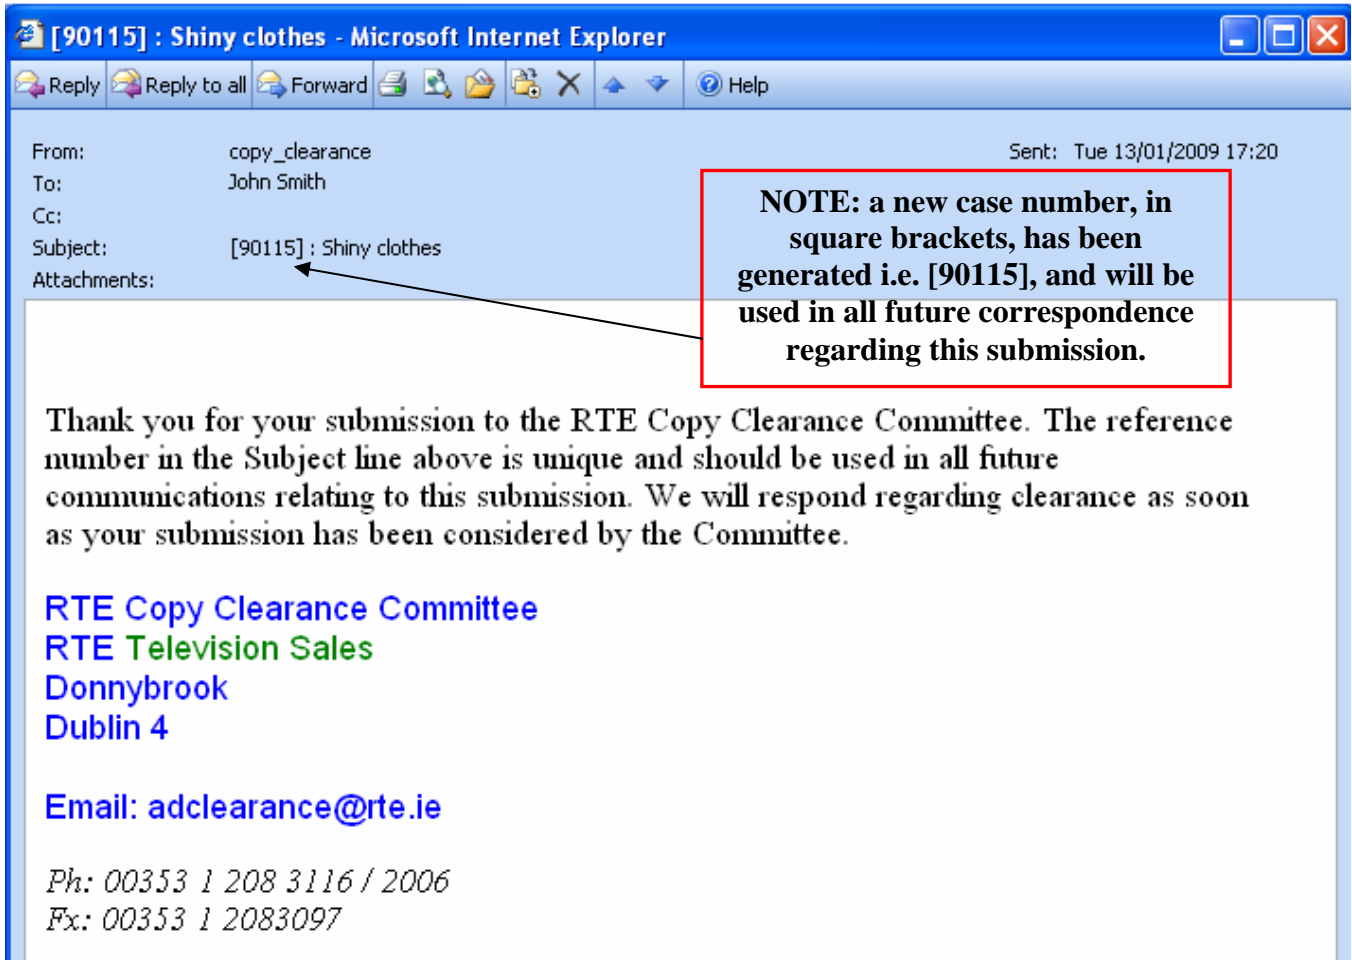 [90115] : Shiny clothes - Microsoft Internet Explorer
Reply Reply to all Forward Help
From: copy_clearance Sent: Tue 13/01/2009 17:20
To: John Smith
Cc:
Subject: [90115] : Shiny clothes
Attachments:
NOTE: a new case number, in
square brackets, has been
generated i.e. [90115], and will be
used in all future correspondence
regarding this submission.
Thank you for your submission to the RTE Copy Clearance Committee. The reference
number in the Subject line above is unique and should be used in all future
communications relating to this submission. We will respond regarding clearance as soon
as your submission has been considered by the Committee.
RTE Copy Clearance Committee
RTE Television Sales
Donnybrook
Dublin 4
Email: adclearance@rte.ie
Ph: 00353 1 208 3116 / 2006
Fx: 00353 1 2083097